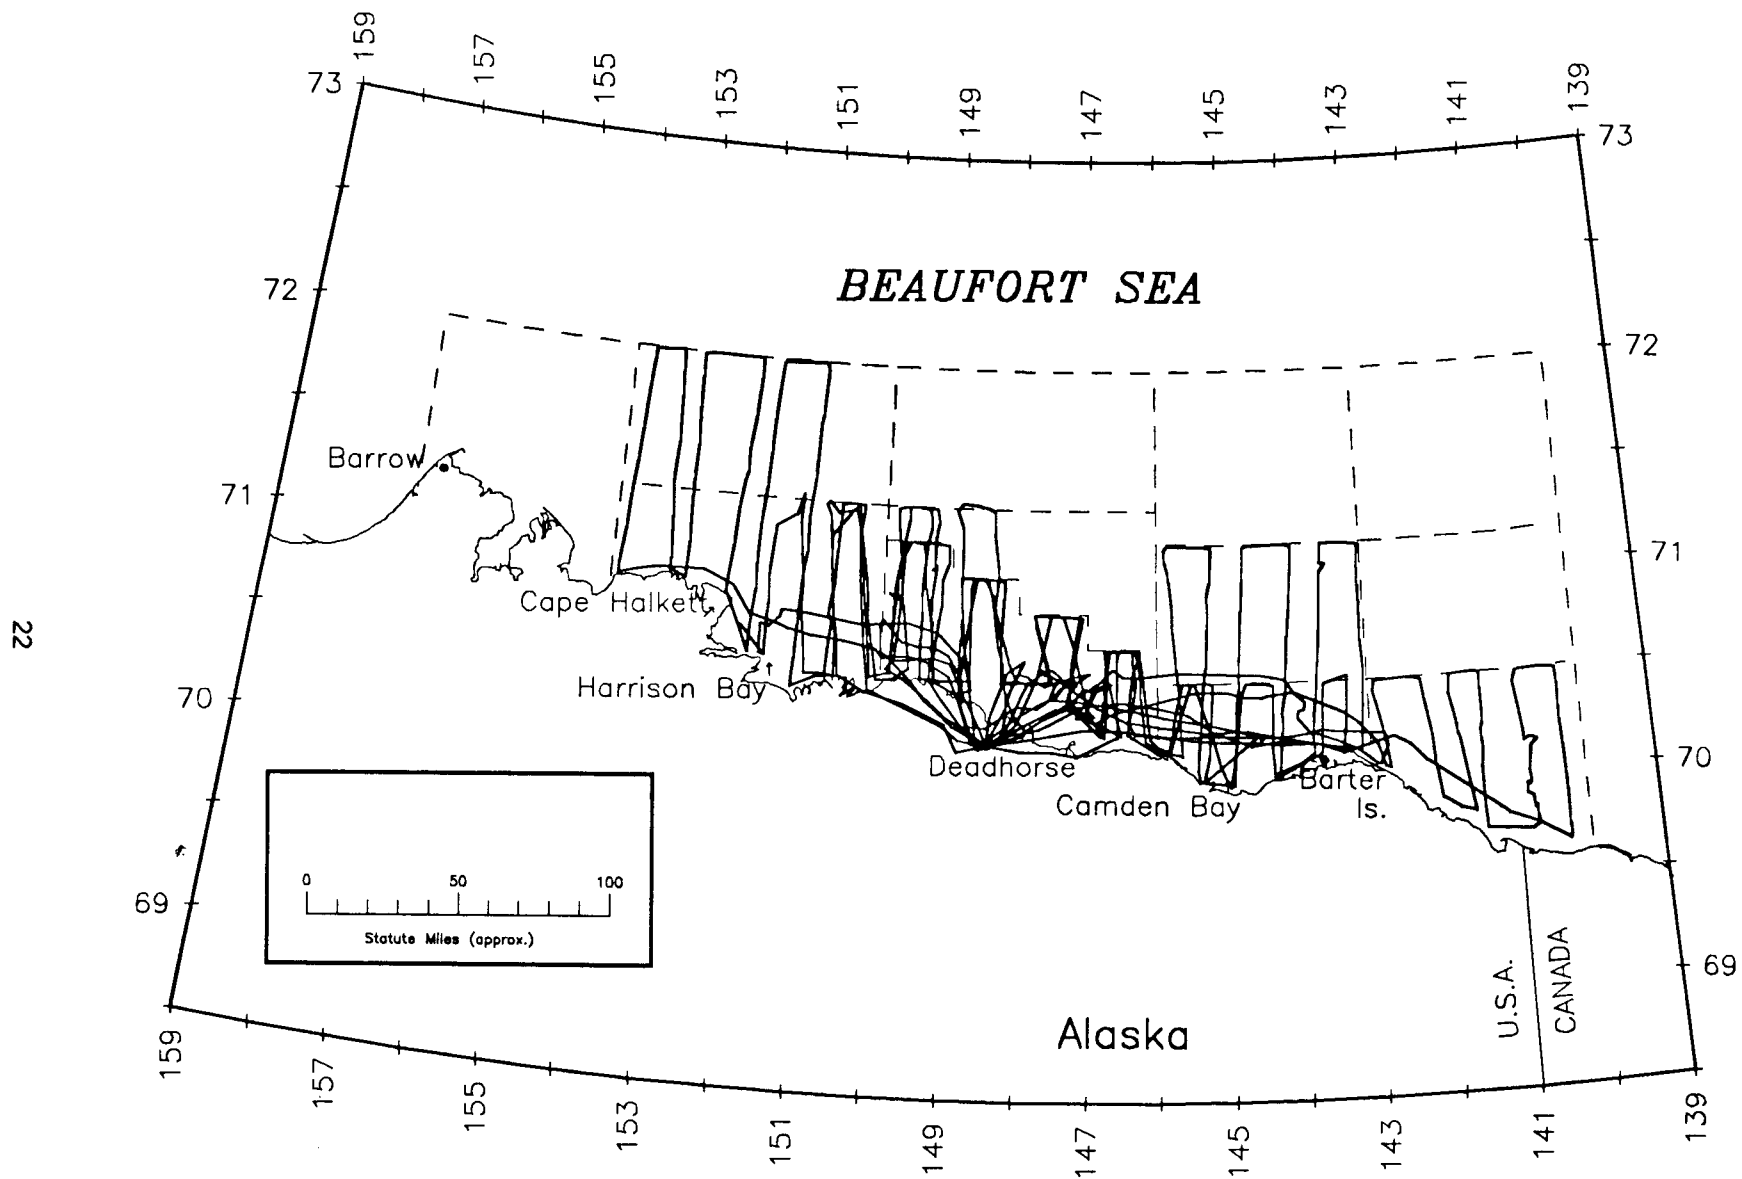 159
157
155
153
151
149
147
145
143
141
139
73
73
72
72
BEAUFORT SEA
Barrow
71
71
Cape Halkett
22
Harrison Bay
70
70
Deadhorse
Barter
Is.
Camden Bay
0 50 100
Statute Miles (approx.)
69
69
U.S.A.
CANADA
Alaska
159
157
155
153
151
149
147
145
143
141
139